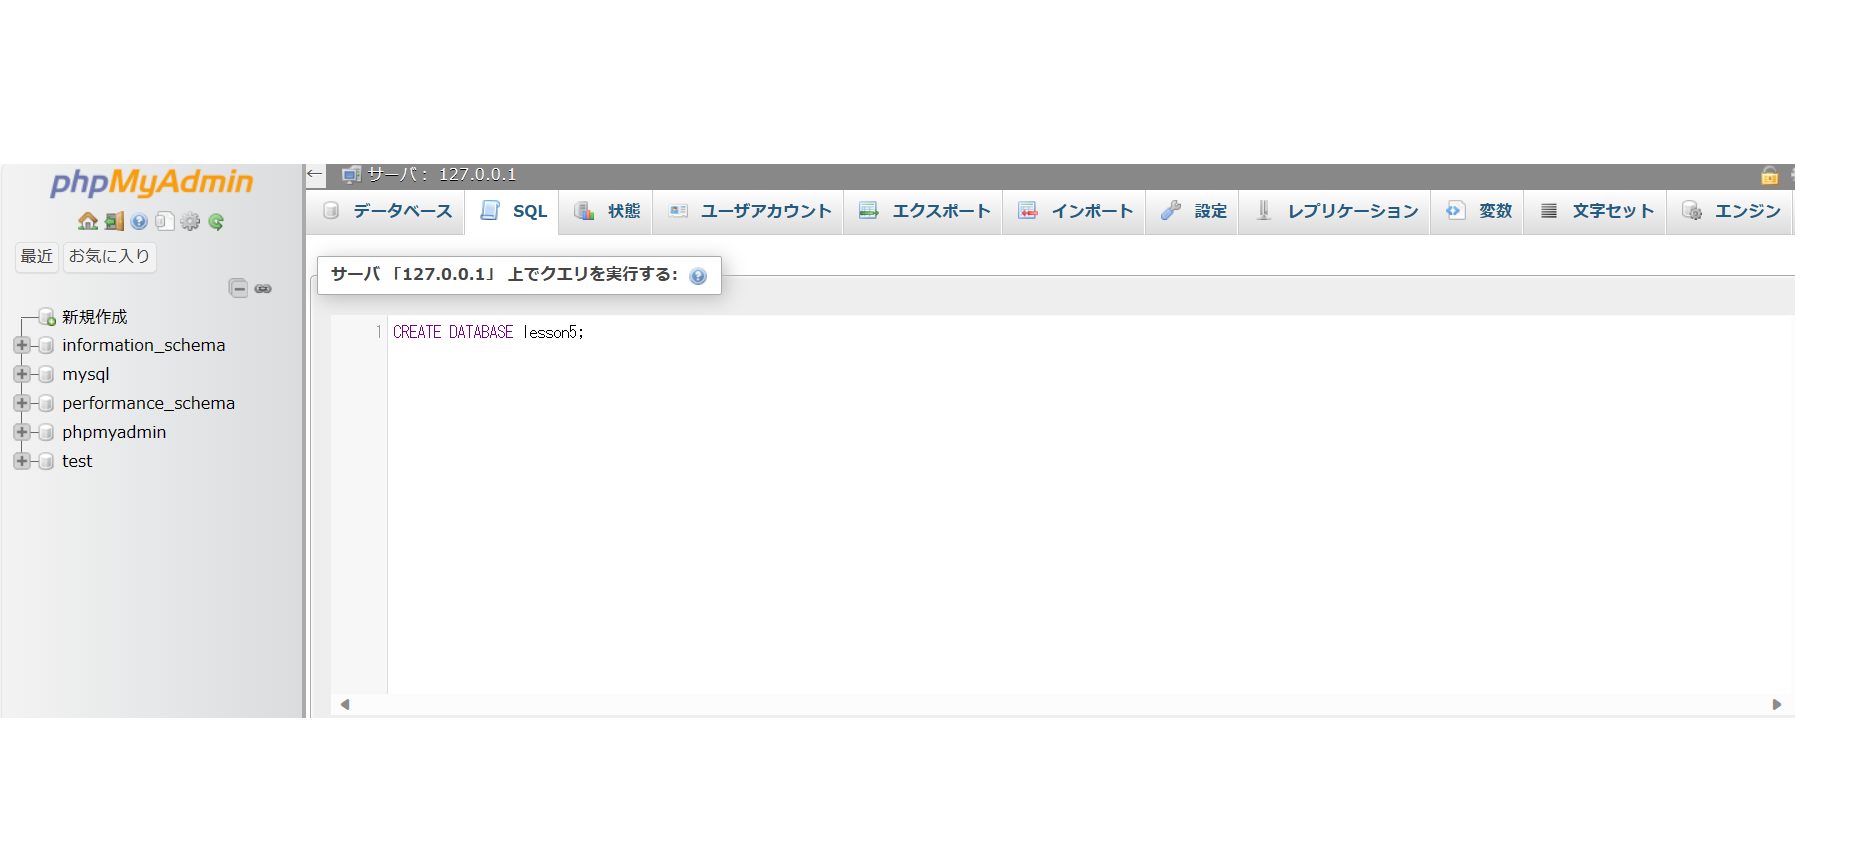 phpMyAdmin
最近 お気に入り
新規作成
information_schema
mysql
performance_schema
phpmyadmin
test
サーバ: 127.0.0.1
データベース SQL 状態 ユーザアカウント エクスポート インポート 設定 レプリケーション 変数 文字セット エンジン
サーバ「127.0.0.1」 上でクエリを実行する:
1 CREATE DATABASE lesson5;